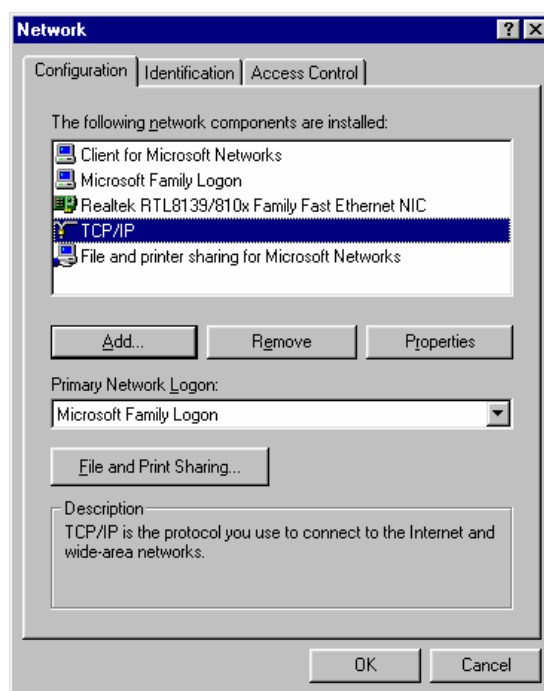 Network
Configuration Identification Access Control
The following network components are installed:
Client for Microsoft Networks
Microsoft Family Logon
Realtek RTL8139/810x Family Fast Ethernet NIC
TCP/IP
File and printer sharing for Microsoft Networks
Add... Remove Properties
Primary Network Logon:
Microsoft Family Logon
File and Print Sharing...
Description
TCP/IP is the protocol you use to connect to the Internet and
wide-area networks.
OK Cancel